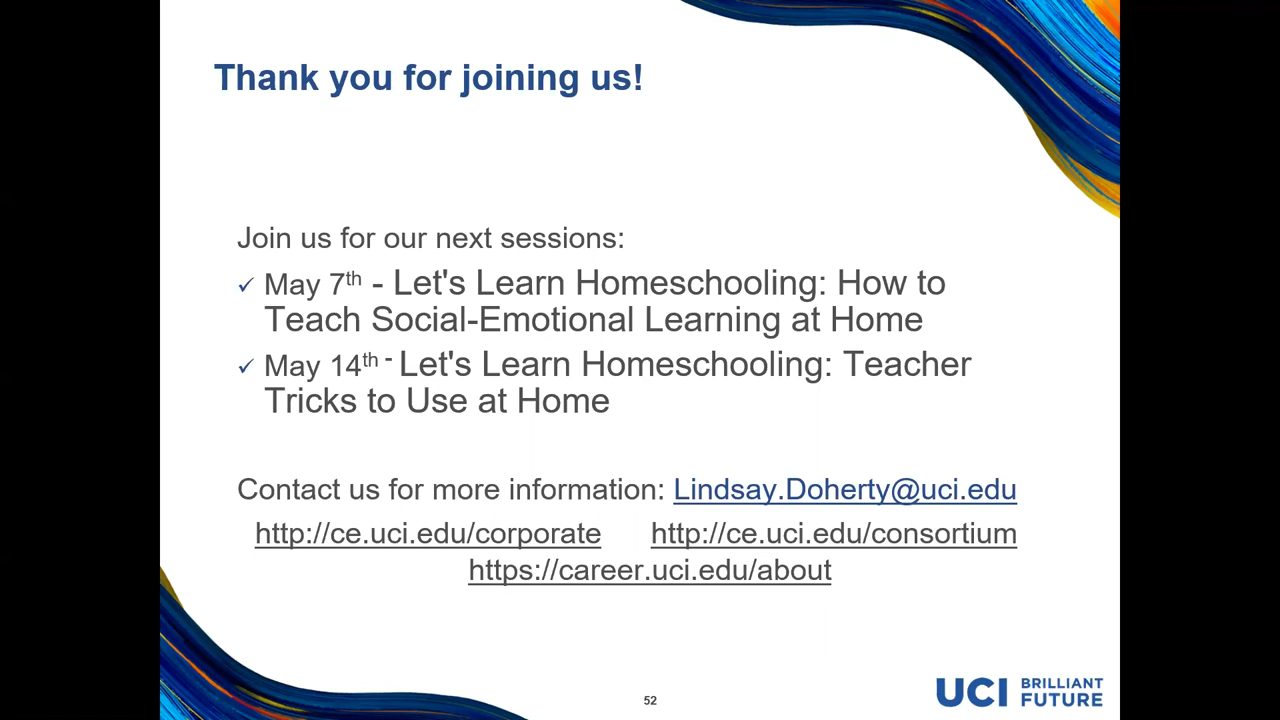 Thank you for joining us!
Join us for our next sessions:
✓ May 7th - Let's Learn Homeschooling: How to
Teach Social-Emotional Learning at Home
✓ May 14th - Let's Learn Homeschooling: Teacher
Tricks to Use at Home
Contact us for more information: Lindsay.Doherty@uci.edu
http://ce.uci.edu/corporate http://ce.uci.edu/consortium
https://career.uci.edu/about
52
UCI BRILLIANT
FUTURE